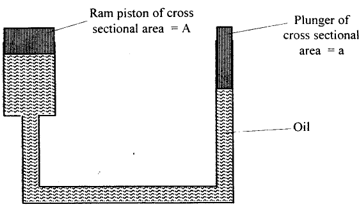 Ram piston of cross
sectional area = A
Plunger of
cross sectional
area = a
Oil